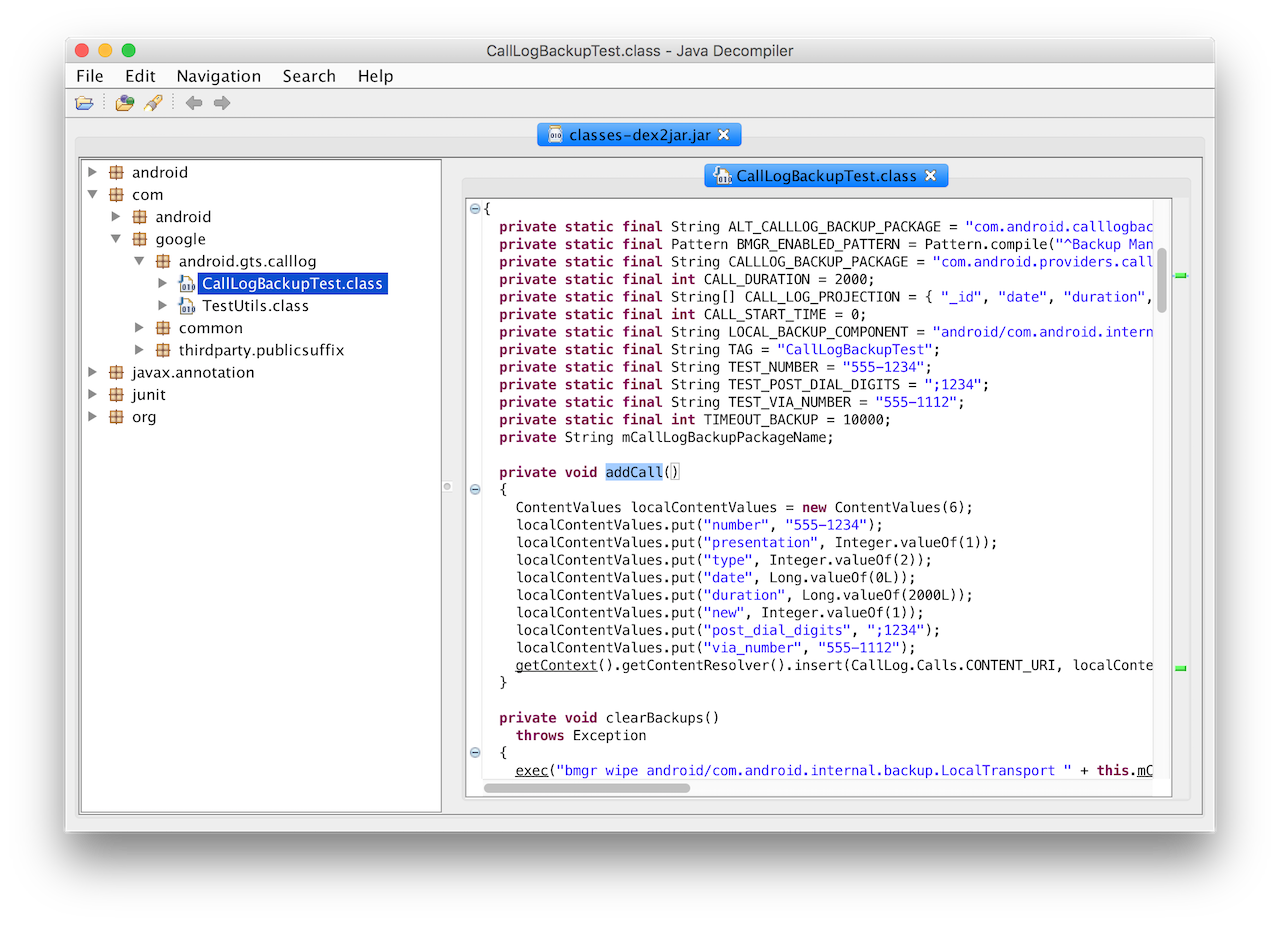 CallLogBackupTest.class - Java Decompiler
File Edit Navigation Search Help
classes-dex2jar.jar
android
com
android
google
android.gts.calllog
CallLogBackupTest.class
TestUtils.class
common
thirdparty.publicsuffix
javax.annotation
junit
org
CallLogBackupTest.class
{
private static final String ALT_CALLLOG_BACKUP_PACKAGE = "com.android.calllogbac
private static final Pattern BMGR_ENABLED_PATTERN = Pattern.compile("^Backup Man
private static final String CALLLOG_BACKUP_PACKAGE = "com.android.providers.call
private static final int CALL_DURATION = 2000;
private static final String[] CALL_LOG_PROJECTION = { "_id", "date", "duration",
private static final int CALL_START_TIME = 0;
private static final String LOCAL_BACKUP_COMPONENT = "android/com.android.intern
private static final String TAG = "CallLogBackupTest";
private static final String TEST_NUMBER = "555-1234";
private static final String TEST_POST_DIAL_DIGITS = ";1234";
private static final String TEST_VIA_NUMBER = "555-1112";
private static final int TIMEOUT_BACKUP = 10000;
private String mCallLogBackupPackageName;
private void addCall()
{
ContentValues localContentValues = new ContentValues(6);
localContentValues.put("number", "555-1234");
localContentValues.put("presentation", Integer.valueOf(1));
localContentValues.put("type", Integer.valueOf(2));
localContentValues.put("date", Long.valueOf(0L));
localContentValues.put("duration", Long.valueOf(2000L));
localContentValues.put("new", Integer.valueOf(1));
localContentValues.put("post_dial_digits", ";1234");
localContentValues.put("via_number", "555-1112");
getContext().getContentResolver().insert(CallLog.Calls.CONTENT_URI, localConte
}
private void clearBackups()
throws Exception
{
exec("bmgr wipe android/com.android.internal.backup.LocalTransport " + this.mC